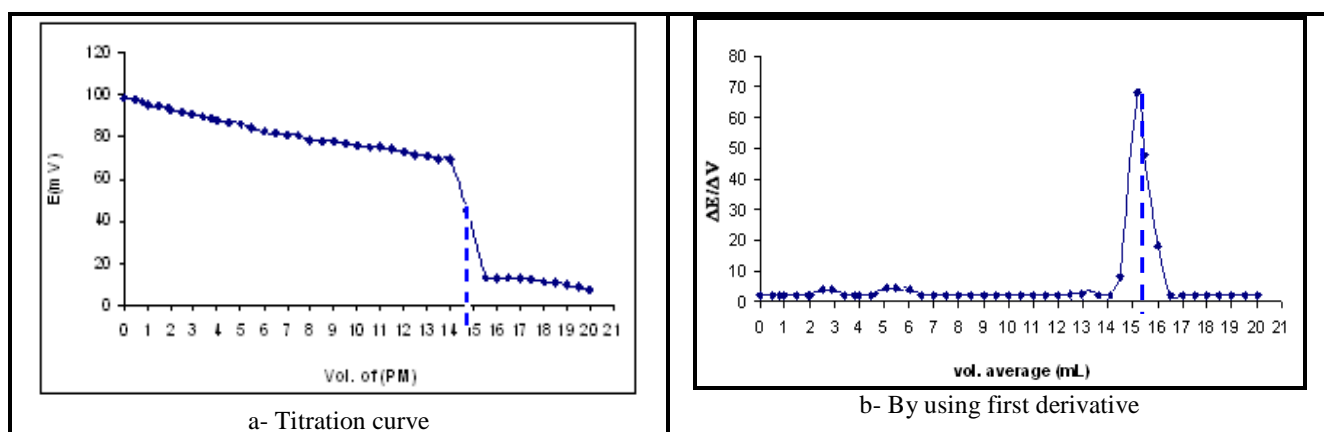 120
100
80
60
40
20
0
E(m V)
0 1 2 3 4 5 6 7 8 9 10 11 12 13 14 15 16 17 18 19 20 21
Vol. of (PM)
a- Titration curve
80
70
60
50
40
30
20
10
0
ΔE/ΔV
0 1 2 3 4 5 6 7 8 9 10 11 12 13 14 15 16 17 18 19 20 21
vol. average (mL)
b- By using first derivative